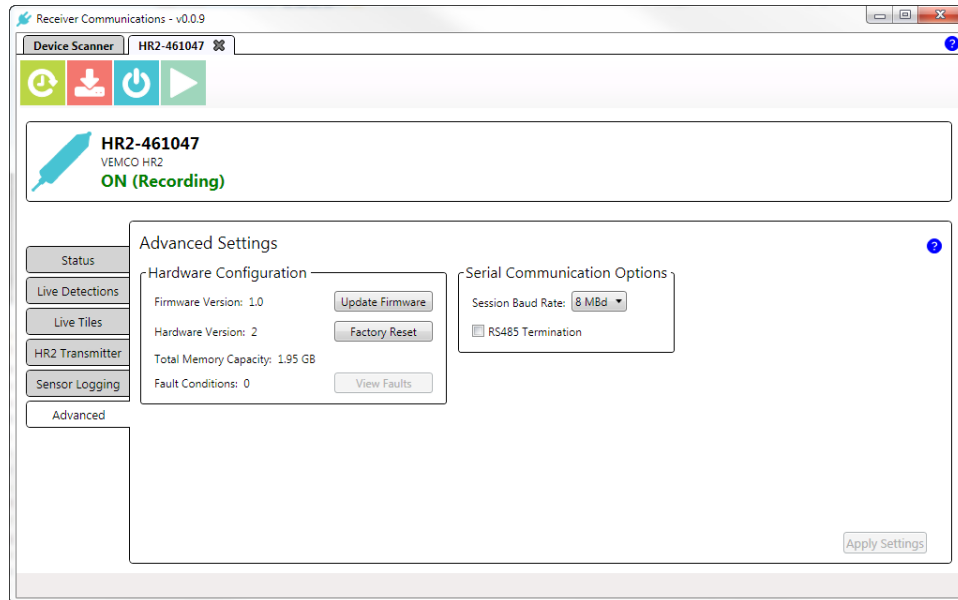 Receiver Communications - v0.0.9
Device Scanner HR2-461047
?
HR2-461047
VEMCO HR2
ON (Recording)
Status
Live Detections
Live Tiles
HR2 Transmitter
Sensor Logging
Advanced
Advanced Settings
?
Hardware Configuration
Firmware Version: 1.0 Update Firmware
Hardware Version: 2 Factory Reset
Total Memory Capacity: 1.95 GB
Fault Conditions: 0 View Faults
Serial Communication Options
Session Baud Rate: 8 MBd
RS485 Termination
Apply Settings